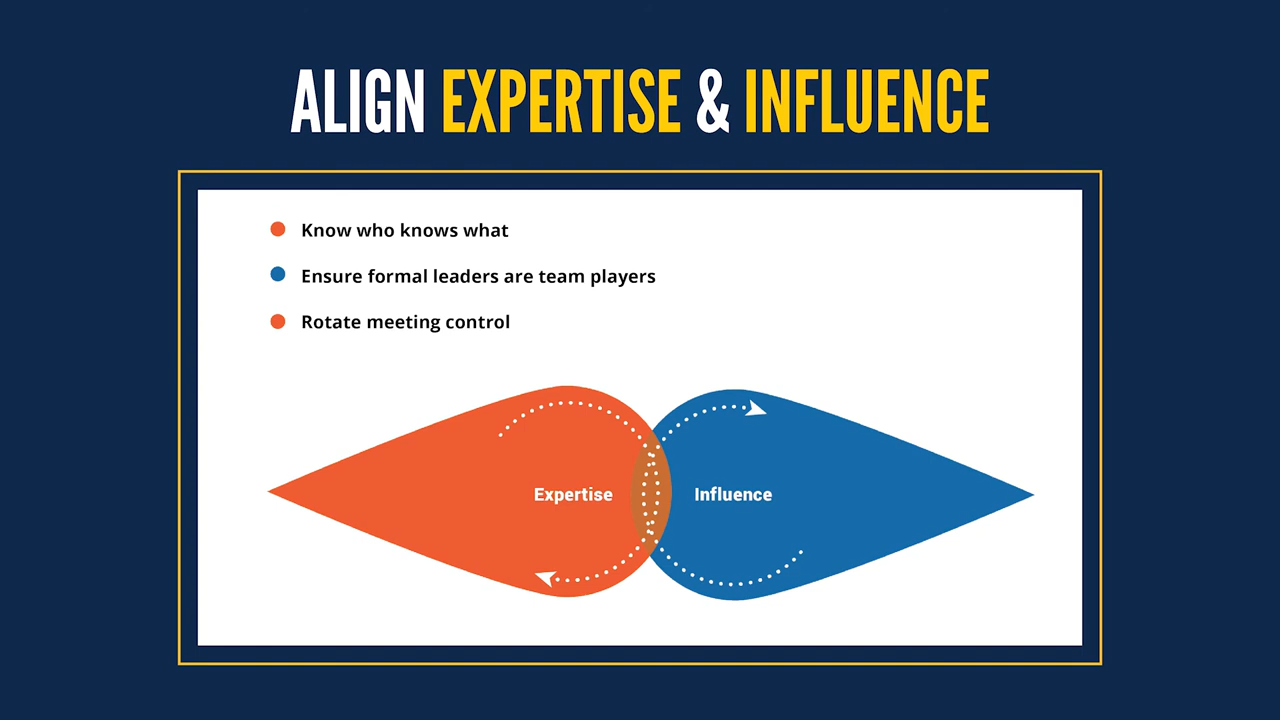 ALIGN EXPERTISE & INFLUENCE
Know who knows what
Ensure formal leaders are team players
Rotate meeting control
Expertise
Influence